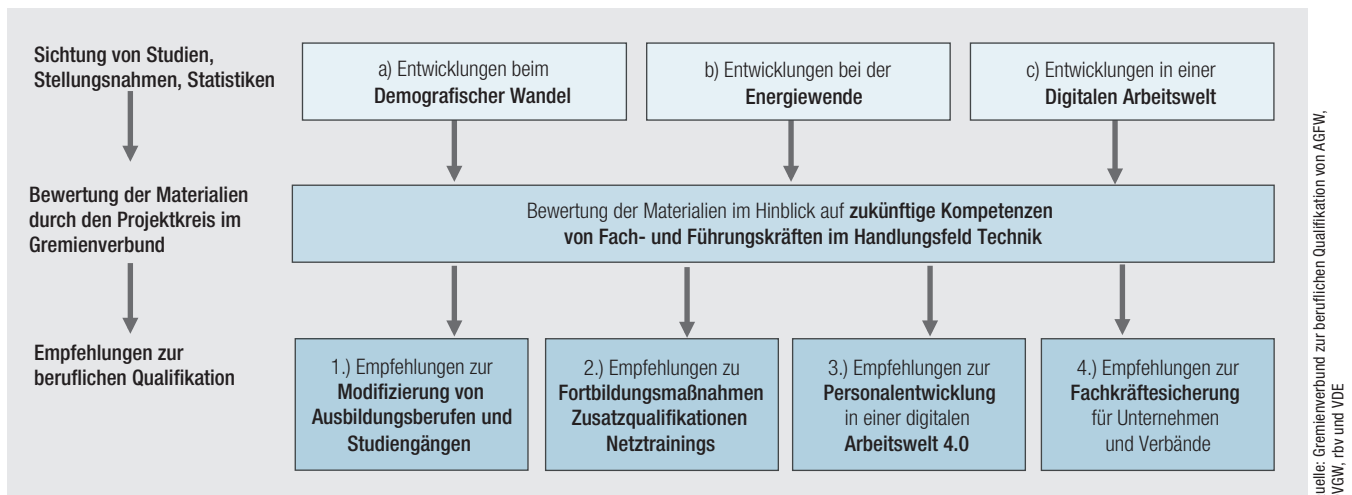 Sichtung von Studien,
Stellungsnahmen, Statistiken
a) Entwicklungen beim
Demografischer Wandel
b) Entwicklungen bei der
Energiewende
c) Entwicklungen in einer
Digitalen Arbeitswelt
Bewertung der Materialien
durch den Projektkreis im
Gremienverbund
Bewertung der Materialien im Hinblick auf zukünftige Kompetenzen
von Fach- und Führungskräften im Handlungsfeld Technik
Empfehlungen zur
beruflichen Qualifikation
1.) Empfehlungen zur
Modifizierung von
Ausbildungsberufen und
Studiengängen
2.) Empfehlungen zu
Fortbildungsmaßnahmen
Zusatzqualifikationen
Netztrainings
3.) Empfehlungen zur
Personalentwicklung
in einer digitalen
Arbeitswelt 4.0
4.) Empfehlungen zur
Fachkräftesicherung
für Unternehmen
und Verbände
uelle: Gremienverbund zur beruflichen Qualifikation von AGFW,
VGW, rbv und VDE